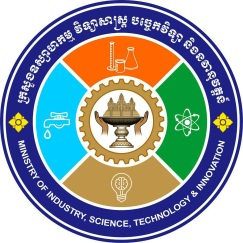 ក្រសួងឧស្សាហកម្ម វិទ្យាសាស្ត្រ បច្ចេកវិទ្យា និងនវានុវត្តន៍
MINISTRY OF INDUSTRY, SCIENCE, TECHNOLOGY & INNOVATION